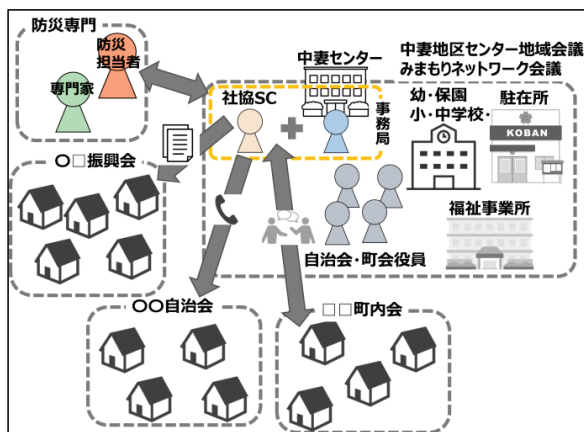 防災専門
防災
担当者
専門家
中妻センター
中妻地区センター地域会議
みまもりネットワーク会議
社協SC
事務局
幼・保園
小・中学校・
駐在所
KOBAN
福祉事業所
自治会・町会役員
〇□振興会
〇〇自治会
□□町内会